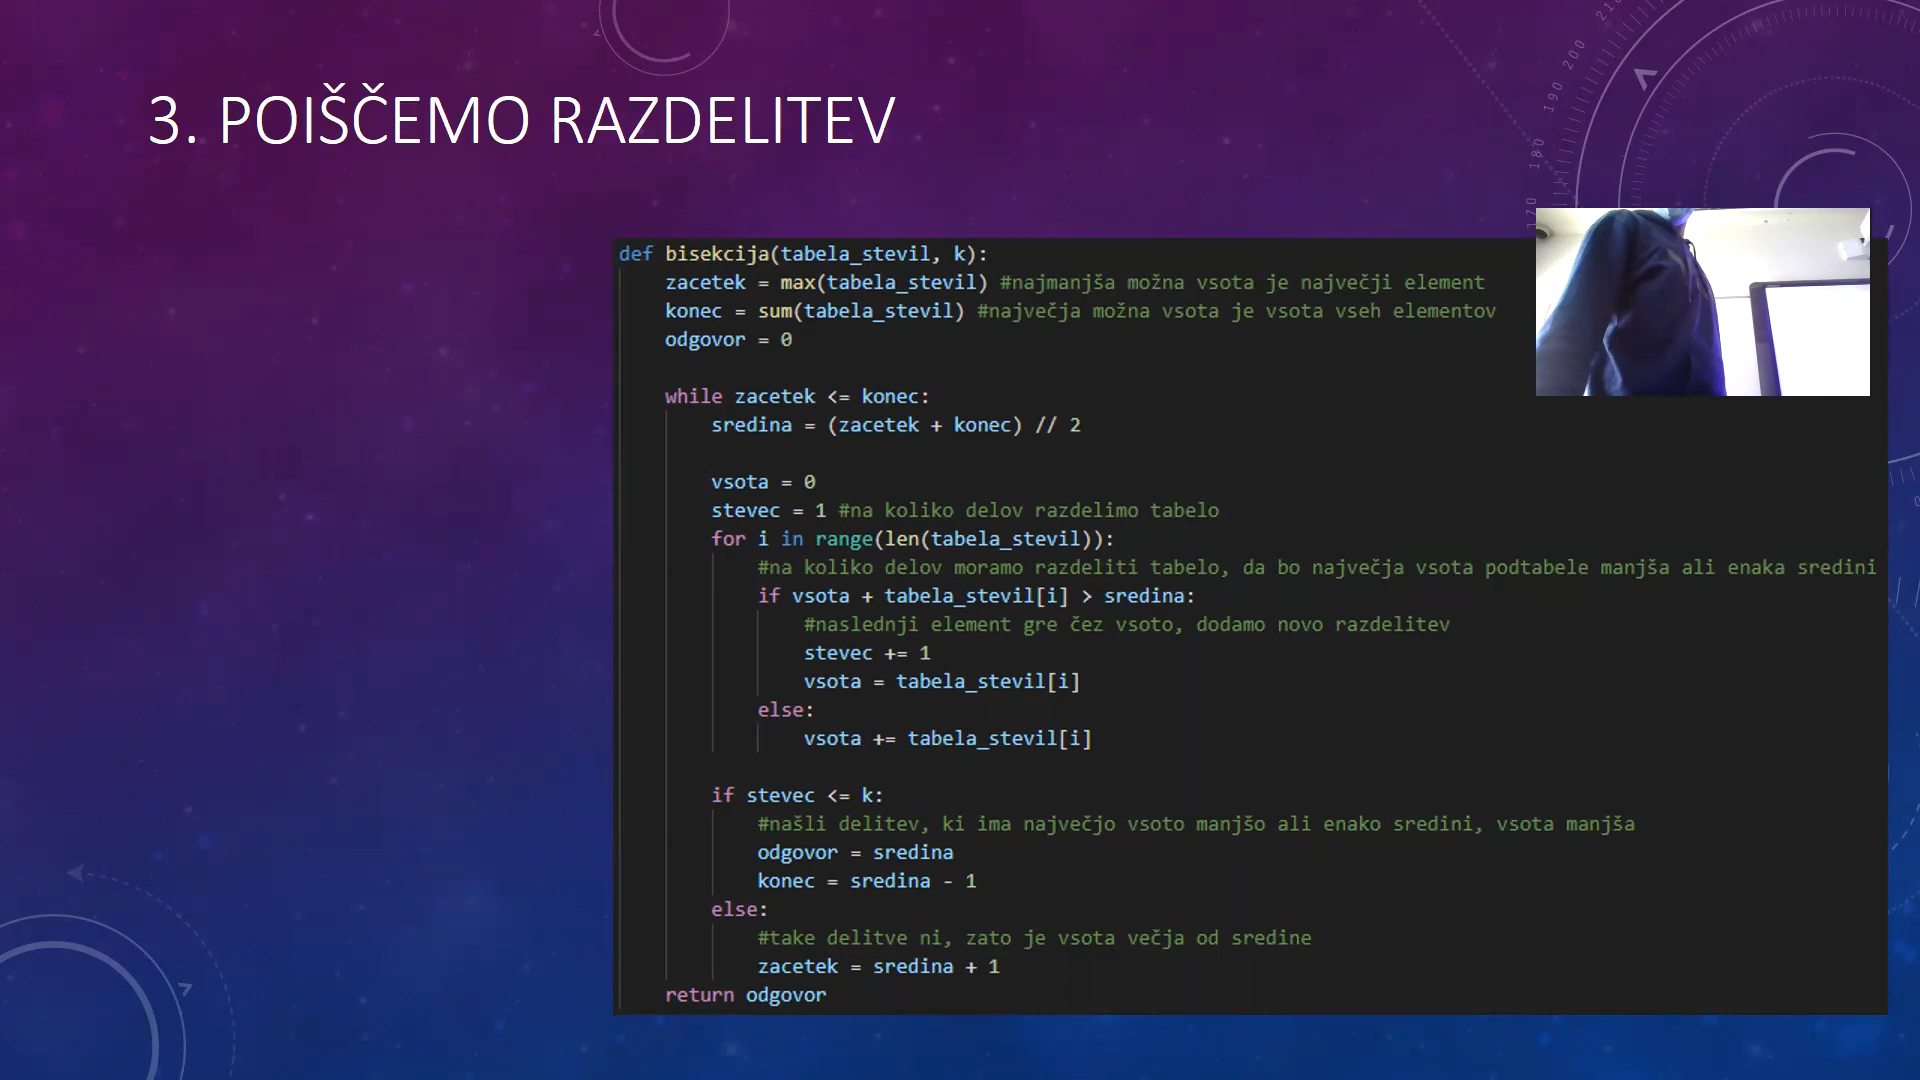 3. POIŠČEMO RAZDELITEV
def bisekcija(tabela_stevil, k):
    zacetek = max(tabela_stevil) #najmanjša možna vsota je največji element
    konec = sum(tabela_stevil) #največja možna vsota je vsota vseh elementov
    odgovor = 0
    while zacetek <= konec:
        sredina = (zacetek + konec) // 2
        vsota = 0
        stevec = 1 #na koliko delov razdelimo tabelo
        for i in range(len(tabela_stevil)):
            #na koliko delov moramo razdeliti tabelo, da bo največja vsota podtabele manjša ali enaka sredini
            if vsota + tabela_stevil[i] > sredina:
                #naslednji element gre čez vsoto, dodamo novo razdelitev
                stevec += 1
                vsota = tabela_stevil[i]
            else:
                vsota += tabela_stevil[i]
        if stevec <= k:
            #našli delitev, ki ima največjo vsoto manjšo ali enako sredini, vsota manjša
            odgovor = sredina
            konec = sredina - 1
        else:
            #take delitve ni, zato je vsota večja od sredine
            zacetek = sredina + 1
    return odgovor
200
190
180